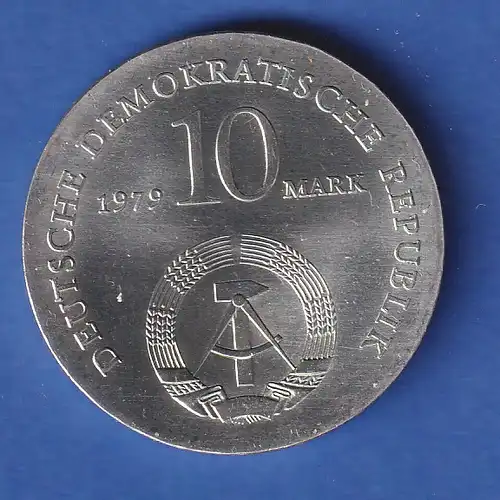 DEUTSCHE DEMOKRATISCHE REPUBLIK
10
1979 MARK